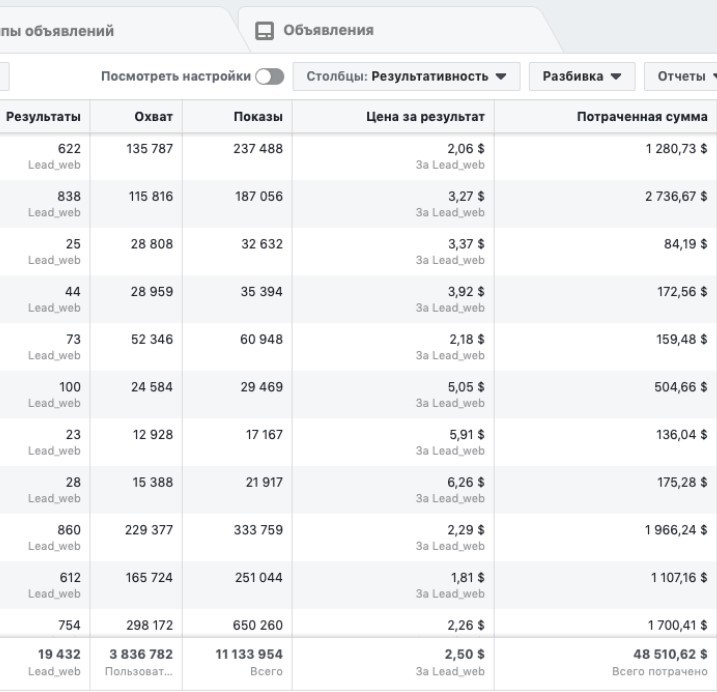 пы объявлений
Объявления
Посмотреть настройки
Столбцы: Результативность
Разбивка
Отчеты
Результаты Охват Показы Цена за результат Потраченная сумма
622 135 787 237 488 2,06 $ 1 280,73 $
Lead_web За Lead_web
838 115 816 187 056 3,27 $ 2 736,67 $
Lead_web За Lead_web
25 28 808 32 632 3,37 $ 84,19 $
Lead_web За Lead_web
44 28 959 35 394 3,92 $ 172,56 $
Lead_web За Lead_web
73 52 346 60 948 2,18 $ 159,48 $
Lead_web За Lead_web
100 24 584 29 469 5,05 $ 504,66 $
Lead_web За Lead_web
23 12 928 17 167 5,91 $ 136,04 $
Lead_web За Lead_web
28 15 388 21 917 6,26 $ 175,28 $
Lead_web За Lead_web
860 229 377 333 759 2,29 $ 1 966,24 $
Lead_web За Lead_web
612 165 724 251 044 1,81 $ 1 107,16 $
Lead_web За Lead_web
754 298 172 650 260 2,26 $ 1 700,41 $
19 432 3 836 782 11 133 954 2,50 $ 48 510,62 $
Lead_web Пользоват... Всего За Lead_web Всего потрачено